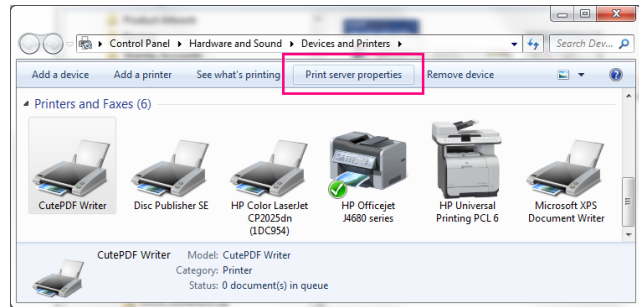 Control Panel ▸ Hardware and Sound ▸ Devices and Printers ▸ Search Dev...
Add a device Add a printer See what's printing Print server properties Remove device
Printers and Faxes (6)
CutePDF Writer Disc Publisher SE HP Color LaserJet CP2025dn (1DC954) HP Officejet J4680 series HP Universal Printing PCL 6 Microsoft XPS Document Writer
CutePDF Writer Model: CutePDF Writer
Category: Printer
Status: 0 document(s) in queue